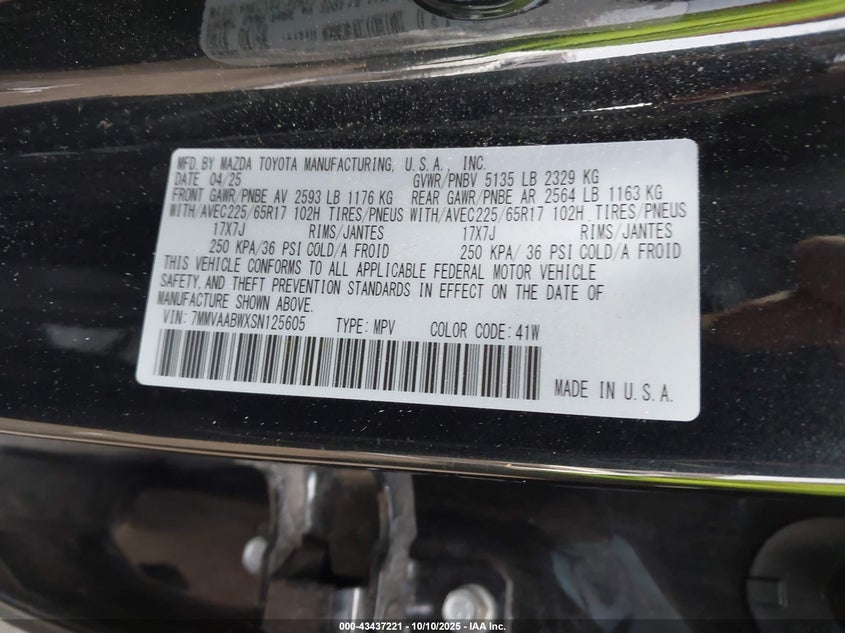 MFD. BY MAZDA TOYOTA MANUFACTURING, U.S.A., INC.
DATE 04/25 GVWR/PNBV 5135 LB 2329 KG
FRONT GAWR/PNBE AV 2593 LB 1176 KG REAR GAWR/PNBE AR 2564 LB 1163 KG
WITH/AVEC225/65R17 102H TIRES/PNEUS WITH/AVEC225/65R17 102H TIRES/PNEUS
17X7J RIMS/JANTES 17X7J RIMS/JANTES
250 KPA/36 PSI COLD/A FROID 250 KPA/ 36 PSI COLD/A FROID
THIS VEHICLE CONFORMS TO ALL APPLICABLE FEDERAL MOTOR VEHICLE
SAFETY, AND THEFT PREVENTION STANDARDS IN EFFECT ON THE DATE OF
MANUFACTURE SHOWN ABOVE.
VIN: 7MMVAABWXSN125605 TYPE: MPV COLOR CODE: 41W
MADE IN U.S.A.
000-43437221 - 10/10/2025 - IAA Inc.